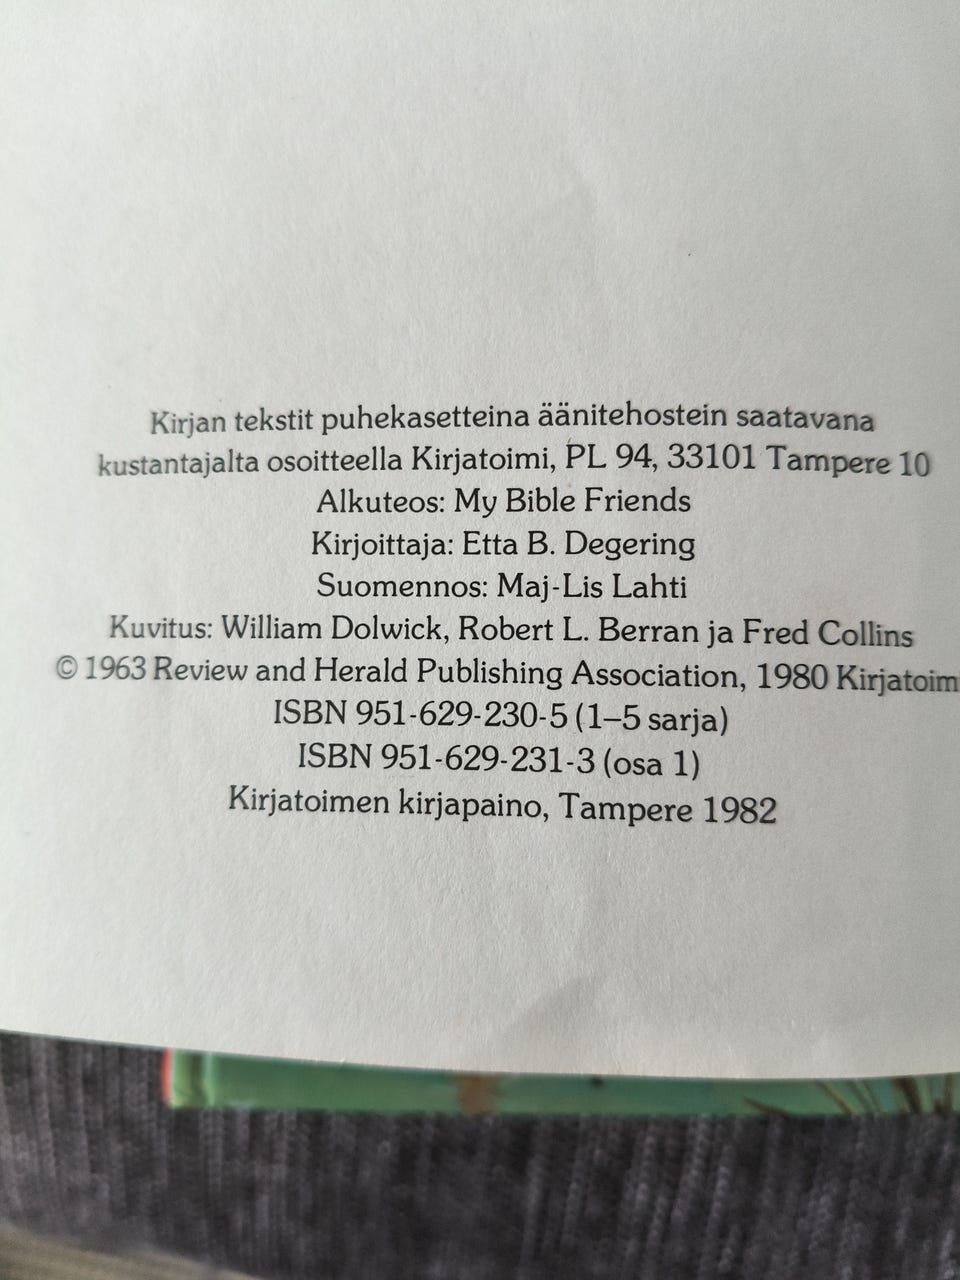 Kirjan tekstit puhekasetteina äänitehostein saatavana
kustantajalta osoitteella Kirjatoimi, PL 94, 33101 Tampere 10
Alkuteos: My Bible Friends
Kirjoittaja: Etta B. Degering
Suomennos: Maj-Lis Lahti
Kuvitus: William Dolwick, Robert L. Berran ja Fred Collins
© 1963 Review and Herald Publishing Association, 1980 Kirjatoim
ISBN 951-629-230-5 (1–5 sarja)
ISBN 951-629-231-3 (osa 1)
Kirjatoimen kirjapaino, Tampere 1982